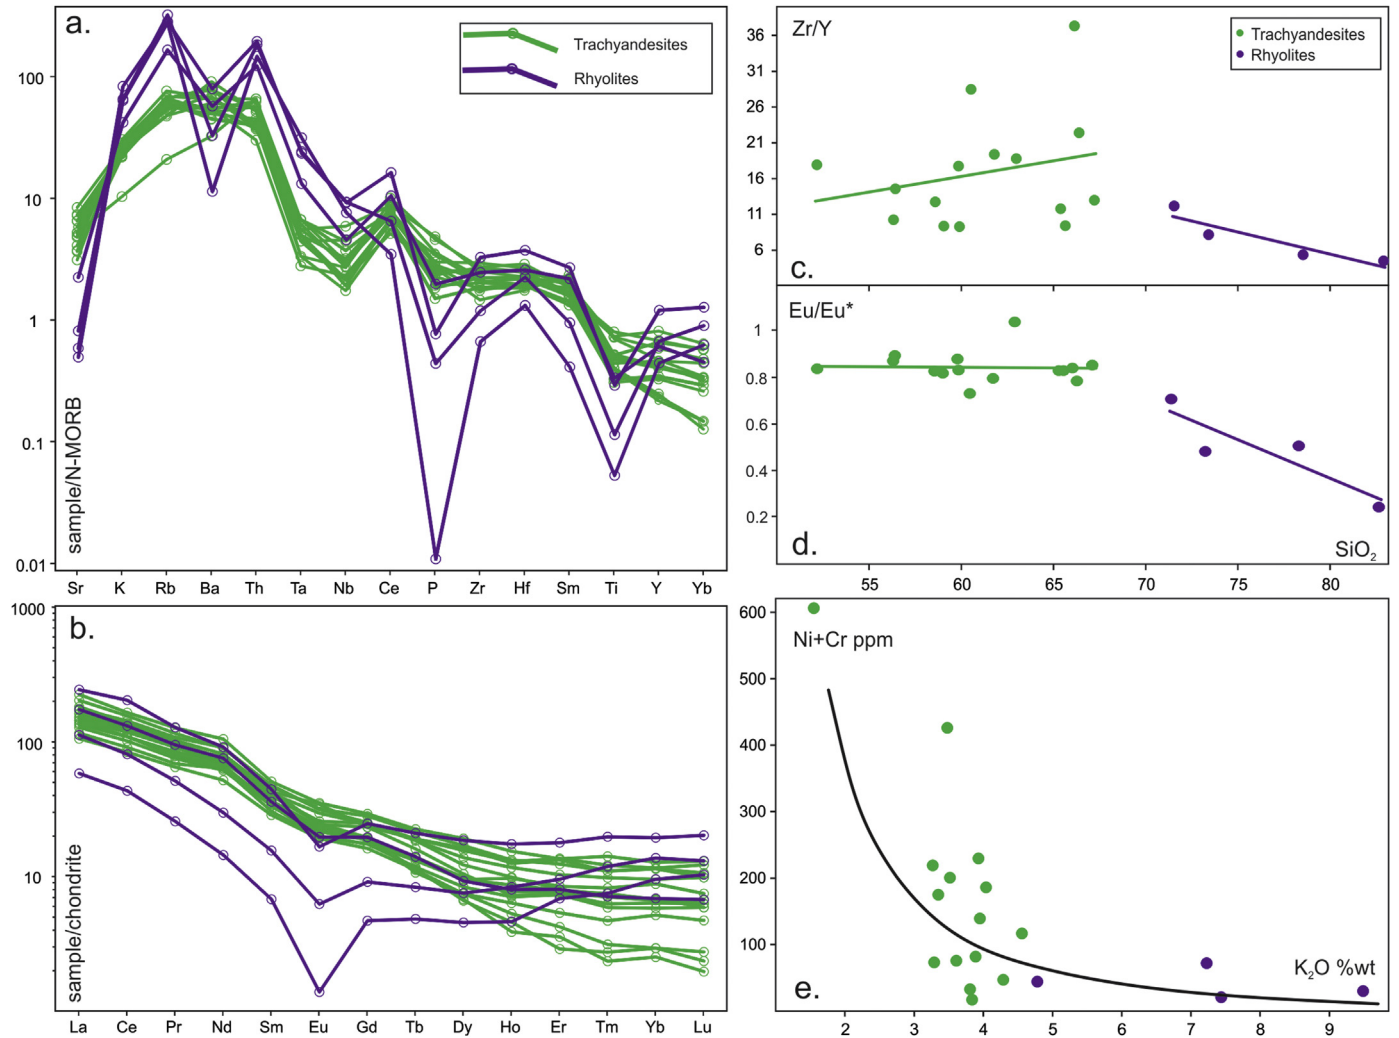 a.
Trachyandesites
Rhyolites
100
10
1
0.1
0.01
sample/N-MORB
Sr K Rb Ba Th Ta Nb Ce P Zr Hf Sm Ti Y Yb
b.
1000
100
10
sample/chondrite
La Ce Pr Nd Sm Eu Gd Tb Dy Ho Er Tm Yb Lu
Zr/Y
Trachyandesites
Rhyolites
36
31
26
21
16
11
6
c.
Eu/Eu*
1
0.8
0.6
0.4
0.2
d.
SiO₂
55 60 65 70 75 80
600
500
400
300
200
100
Ni+Cr ppm
K₂O %wt
e.
2 3 4 5 6 7 8 9